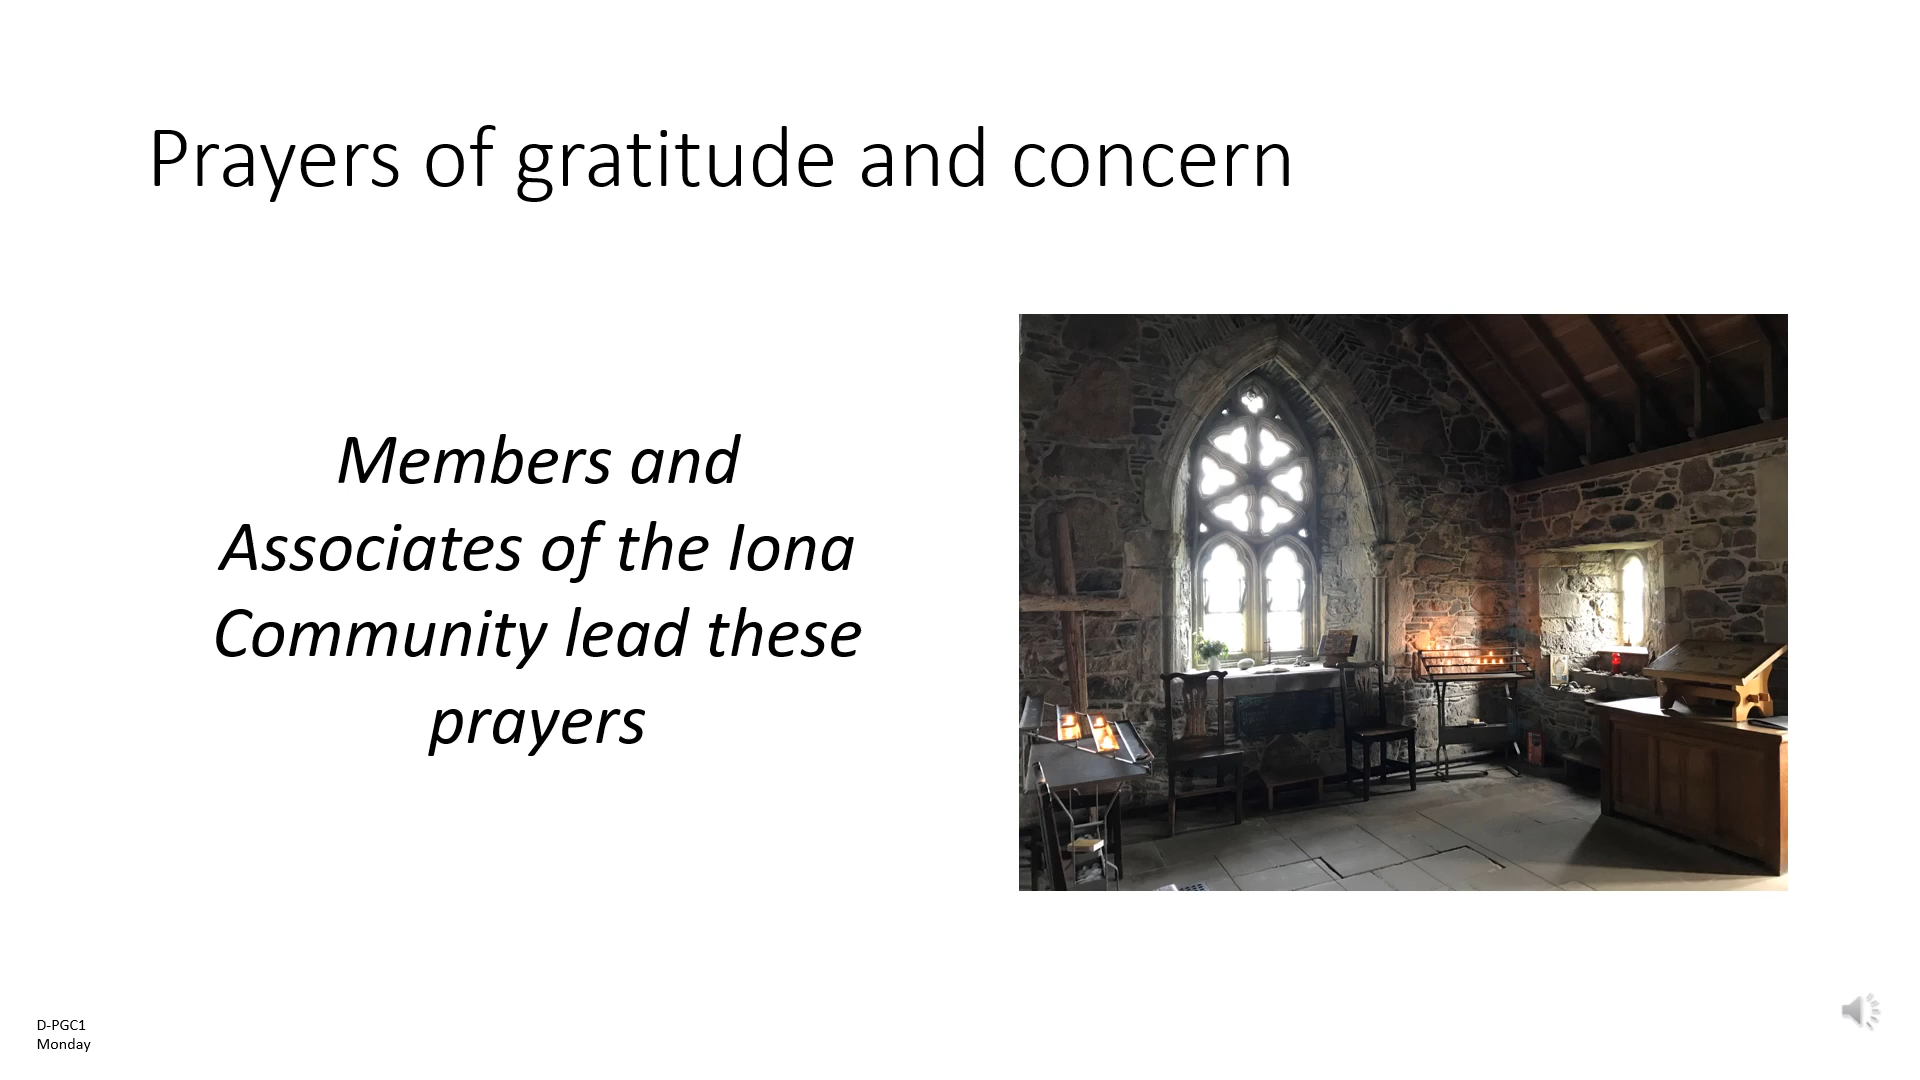 Prayers of gratitude and concern
Members and
Associates of the Iona
Community lead these
prayers
D-PGC1
Monday